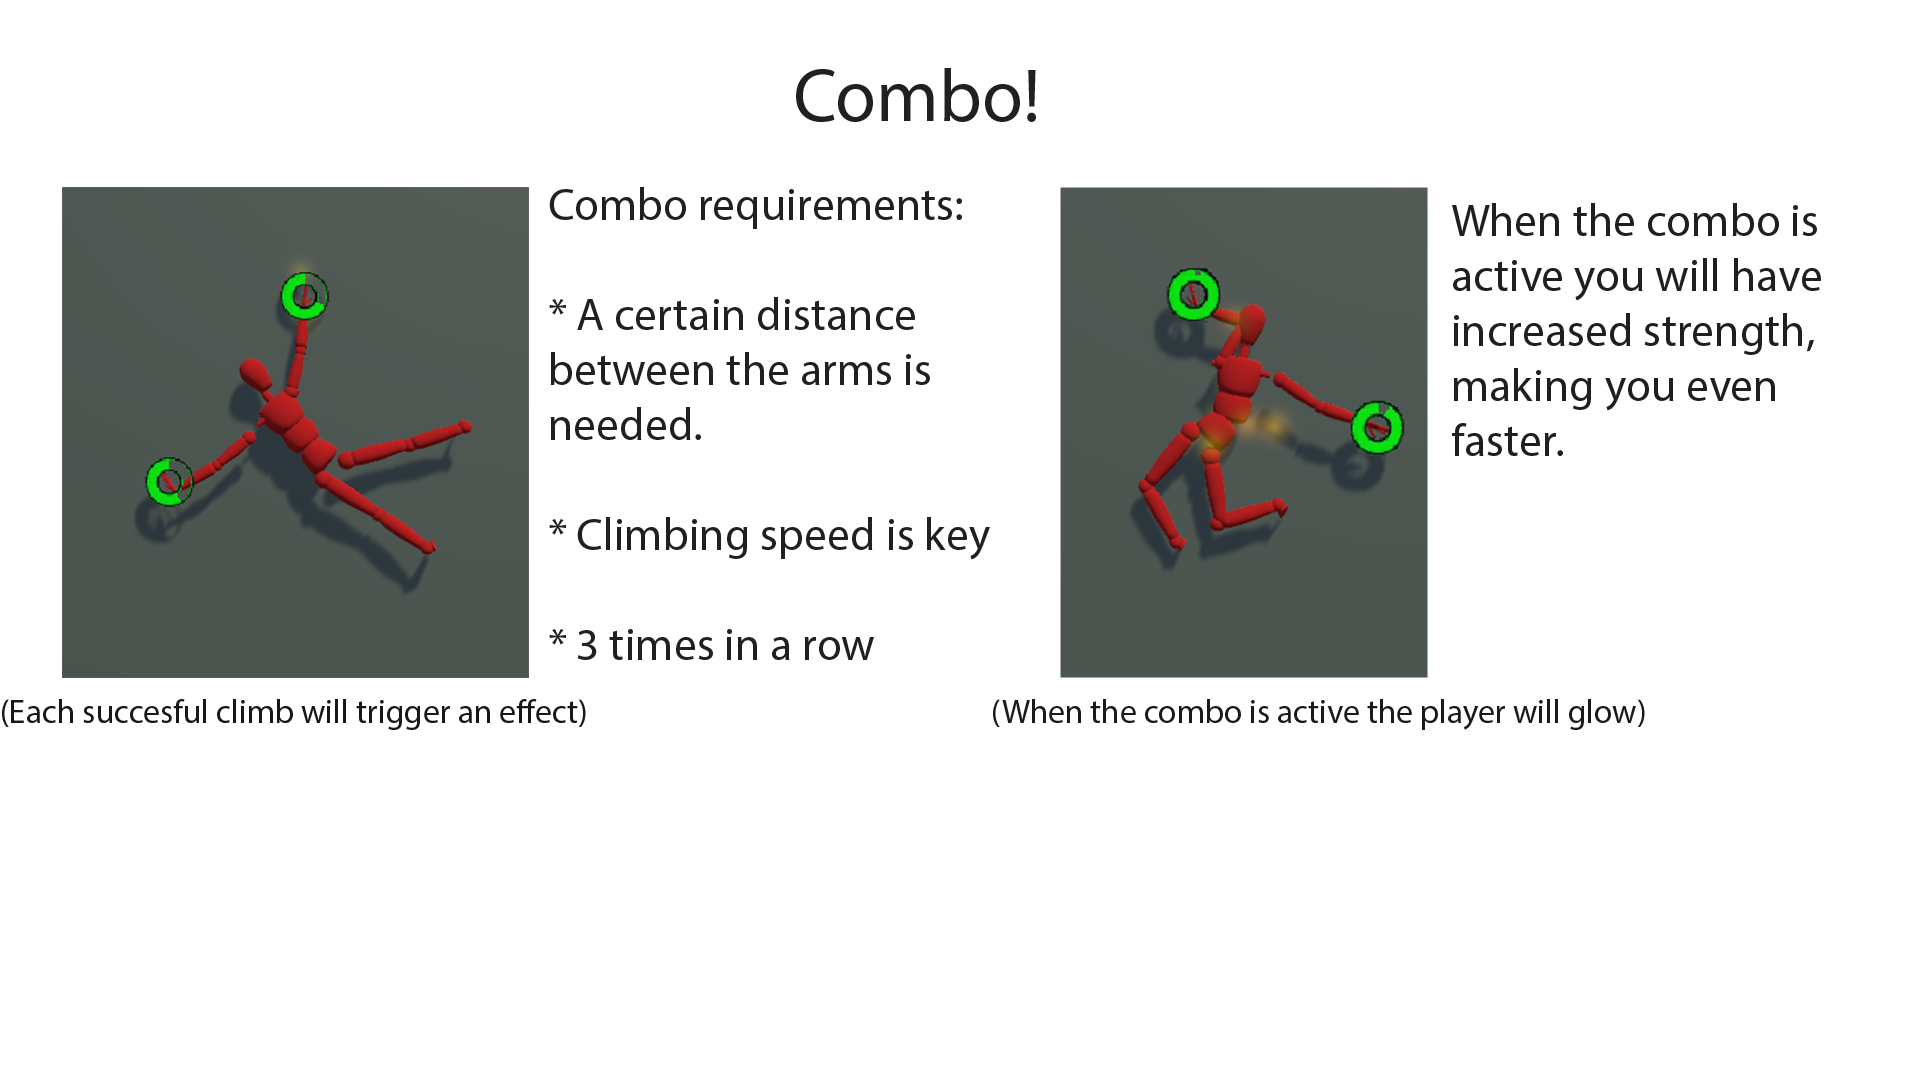 Combo!
Combo requirements:
* A certain distance
between the arms is
needed.
* Climbing speed is key
* 3 times in a row
(Each succesful climb will trigger an effect)
When the combo is
active you will have
increased strength,
making you even
faster.
(When the combo is active the player will glow)